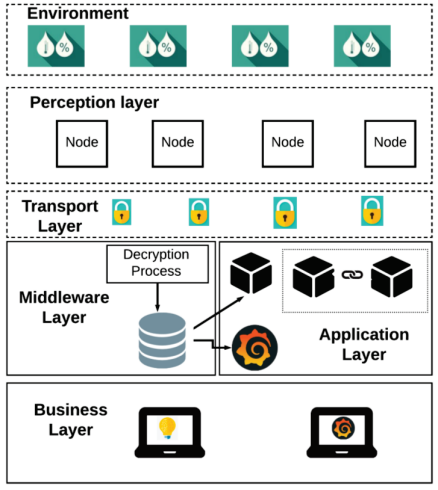 Environment
%
%
%
%
Perception layer
Node
Node
Node
Node
Transport
Layer
Decryption
Process
Middleware
Layer
Application
Layer
Business
Layer